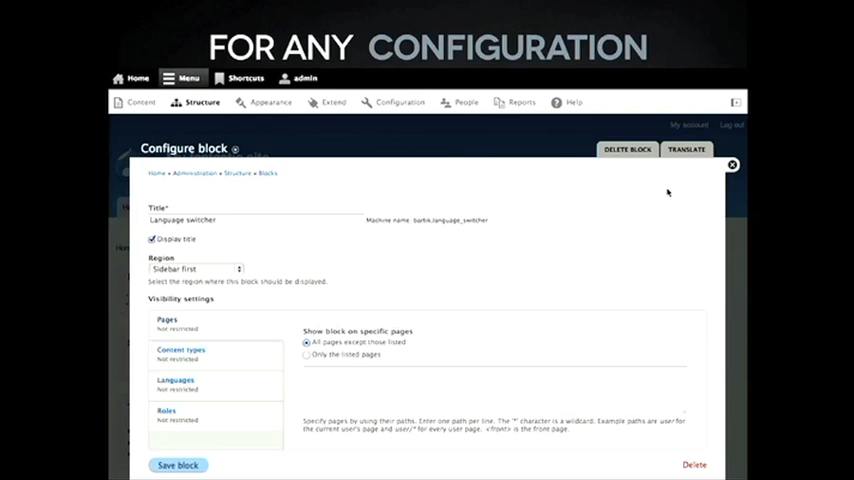 FOR ANY CONFIGURATION
Home Menu Shortcuts admin
Content Structure Appearance Extend Configuration People Reports Help
My account Log out
Configure block
DELETE BLOCK TRANSLATE
Home » Administration » Structure » Blocks
Title*
Language switcher
Machine name: bartik.language_switcher
Display title
Region
Sidebar first
Select the region where this block should be displayed.
Visibility settings
Pages
Not restricted
Content types
Not restricted
Languages
Not restricted
Roles
Not restricted
Show block on specific pages
All pages except those listed
Only the listed pages
Specify pages by using their paths. Enter one path per line. The '*' character is a wildcard. Example paths are user for
the current user's page and user/* for every user page. <front> is the front page.
Save block
Delete